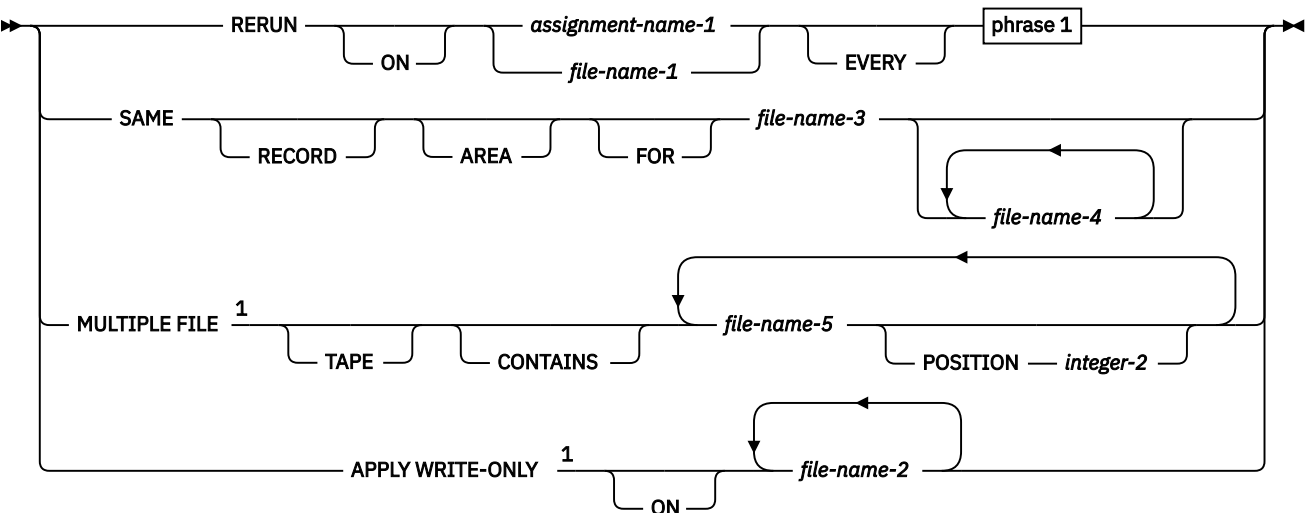 RERUN ON assignment-name-1 file-name-1 EVERY phrase 1
SAME RECORD AREA FOR file-name-3 file-name-4
MULTIPLE FILE 1 TAPE CONTAINS file-name-5 POSITION integer-2
APPLY WRITE-ONLY 1 ON file-name-2